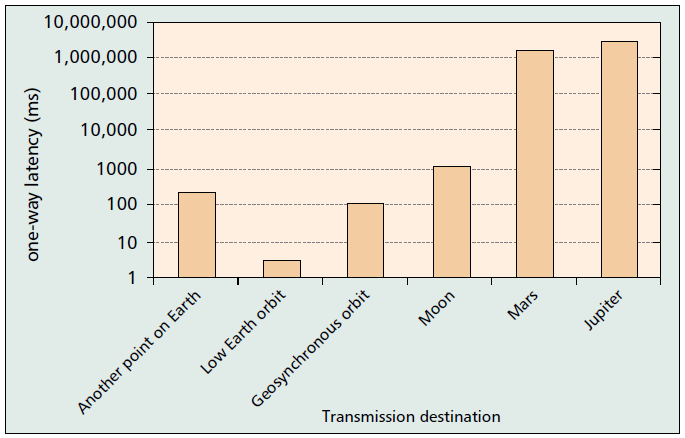 10,000,000
1,000,000
100,000
10,000
1000
100
10
1
one-way latency (ms)
Another point on Earth
Low Earth orbit
Geosynchronous orbit
Moon
Mars
Jupiter
Transmission destination